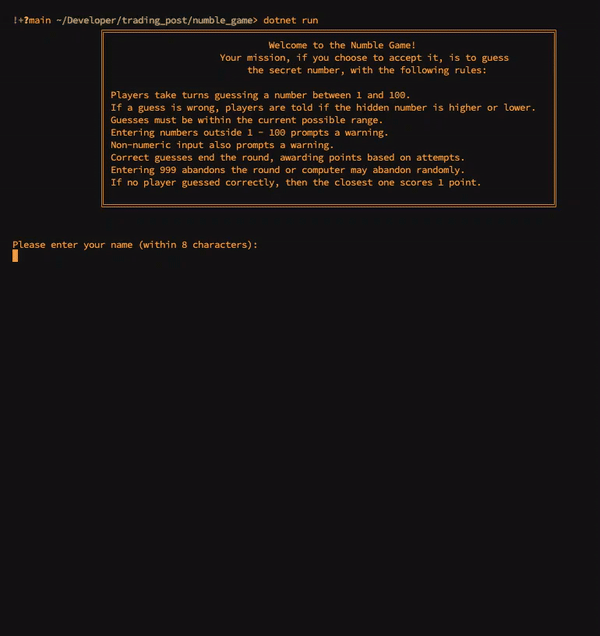 !+?main ~/Developer/trading_post/numble_game> dotnet run
Welcome to the Numble Game!
Your mission, if you choose to accept it, is to guess
the secret number, with the following rules:
Players take turns guessing a number between 1 and 100.
If a guess is wrong, players are told if the hidden number is higher or lower.
Guesses must be within the current possible range.
Entering numbers outside 1 - 100 prompts a warning.
Non-numeric input also prompts a warning.
Correct guesses end the round, awarding points based on attempts.
Entering 999 abandons the round or computer may abandon randomly.
If no player guessed correctly, then the closest one scores 1 point.
Please enter your name (within 8 characters):